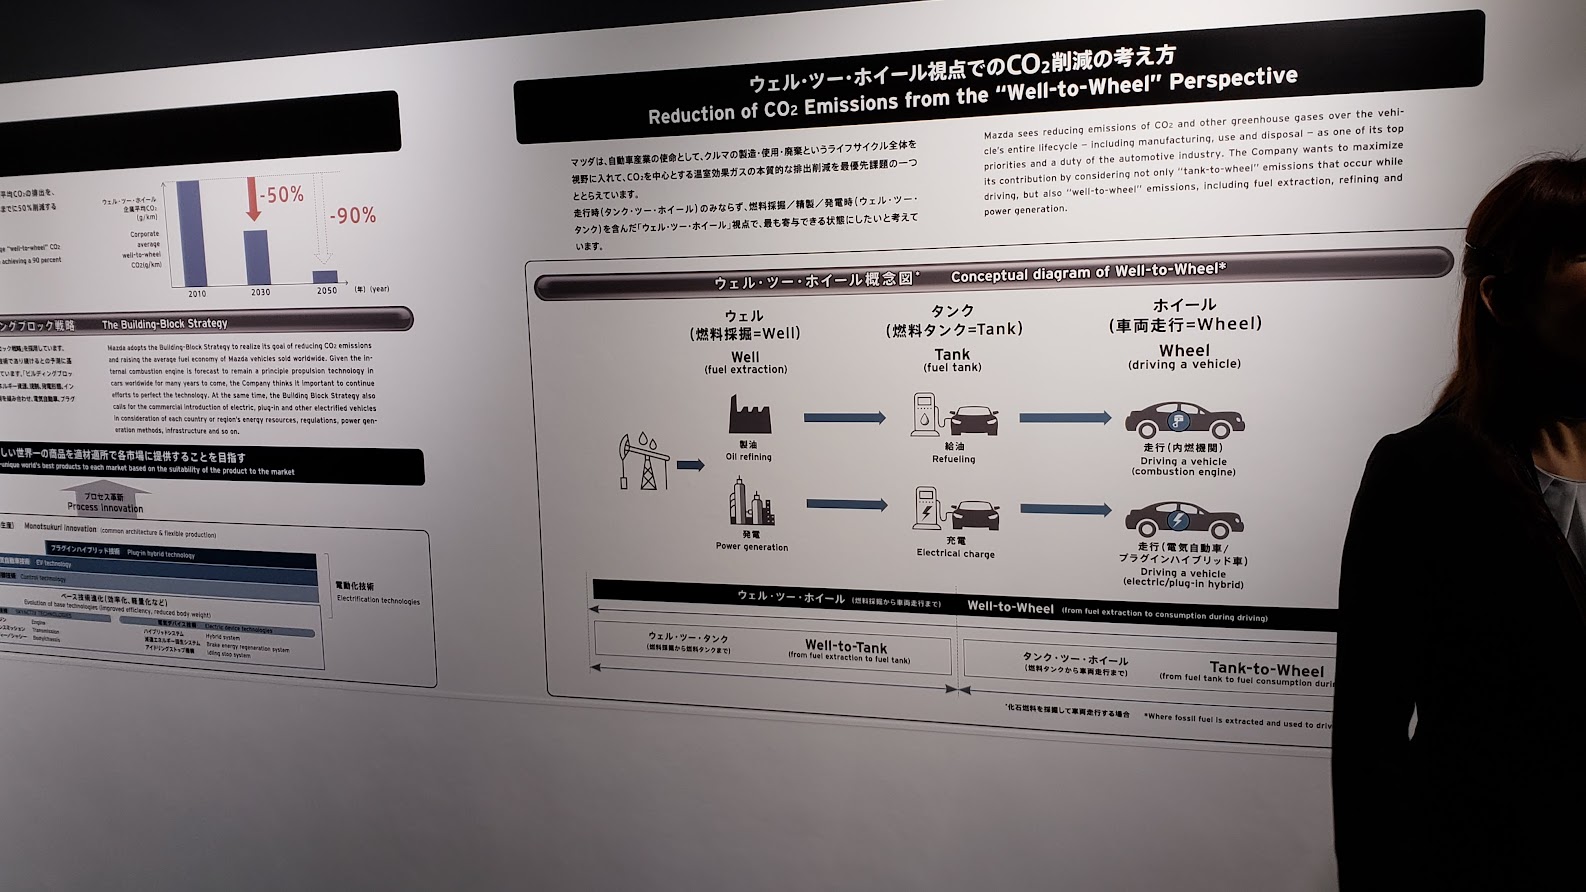 平均CO₂の排出を、
までに50%削減する
ge "well-to-wheel" CO₂
achieving a 90 percent
ウェル・ツー・ホイール
企業平均CO₂
(g/km)
Corporate
average
well-to-wheel
CO₂(g/km)
-50%
-90%
2010
2030
2050
(年) (year)
ングブロック戦略 The Building-Block Strategy
Mazda adopts the Building-Block Strategy to realize its goal of reducing CO₂ emissions
and raising the average fuel economy of Mazda vehicles sold worldwide. Given the in-
ternal combustion engine is forecast to remain a principle propulsion technology in
cars worldwide for many years to come, the Company thinks it important to continue
efforts to perfect the technology. At the same time, the Building Block Strategy also
calls for the commercial introduction of electric, plug-in and other electrified vehicles
in consideration of each country or region's energy resources, regulations, power gen-
eration methods, infrastructure and so on.
しい世界一の商品を適材適所で各市場に提供することを目指す
-unique world's best products to each market based on the suitability of the product to the market
プロセス革新
Process innovation
生産) Monotsukuri innovation (common architecture & flexible production)
プラグインハイブリッド技術 Plug-in hybrid technology
気自動車技術 EV technology
Control technology
ベース技術進化(効率化、軽量化など)
Evolution of base technologies (improved efficiency, reduced body weight)
電気デバイス技術 Electric device technologies
Engine
Transmission
Body/chassis
ハイブリッドシステム Hybrid system
減速エネルギー回生システム Brake energy regeneration system
アイドリングストップ機構 Idling stop system
電動化技術
Electrification technologies
ウェル・ツー・ホイール視点でのCO₂削減の考え方
Reduction of CO₂ Emissions from the "Well-to-Wheel" Perspective
マツダは、自動車産業の使命として、クルマの製造・使用・廃棄というライフサイクル全体を
視野に入れて、CO₂を中心とする温室効果ガスの本質的な排出削減を最優先課題の一つ
ととらえています。
走行時(タンク・ツー・ホイール)のみならず、燃料採掘/精製/発電時(ウェル・ツー・
タンク)を含んだ「ウェル・ツー・ホイール」視点で、最も寄与できる状態にしたいと考えて
います。
Mazda sees reducing emissions of CO₂ and other greenhouse gases over the vehi-
cle's entire lifecycle – including manufacturing, use and disposal – as one of its top
priorities and a duty of the automotive industry. The Company wants to maximize
its contribution by considering not only "tank-to-wheel" emissions that occur while
driving, but also "well-to-wheel" emissions, including fuel extraction, refining and
power generation.
ウェル・ツー・ホイール概念図* Conceptual diagram of Well-to-Wheel*
ウェル
(燃料採掘=Well)
Well
(fuel extraction)
タンク
(燃料タンク=Tank)
Tank
(fuel tank)
ホイール
(車両走行=Wheel)
Wheel
(driving a vehicle)
製油
Oil refining
給油
Refueling
走行(内燃機関)
Driving a vehicle
(combustion engine)
発電
Power generation
充電
Electrical charge
走行(電気自動車/
プラグインハイブリッド車)
Driving a vehicle
(electric/plug-in hybrid)
ウェル・ツー・ホイール (燃料採掘から車両走行まで) Well-to-Wheel (from fuel extraction to consumption during driving)
ウェル・ツー・タンク
(燃料採掘から燃料タンクまで)
Well-to-Tank
(from fuel extraction to fuel tank)
タンク・ツー・ホイール
(燃料タンクから車両走行まで)
Tank-to-Wheel
(from fuel tank to fuel consumption durin
*化石燃料を採掘して車両走行する場合 *Where fossil fuel is extracted and used to driv